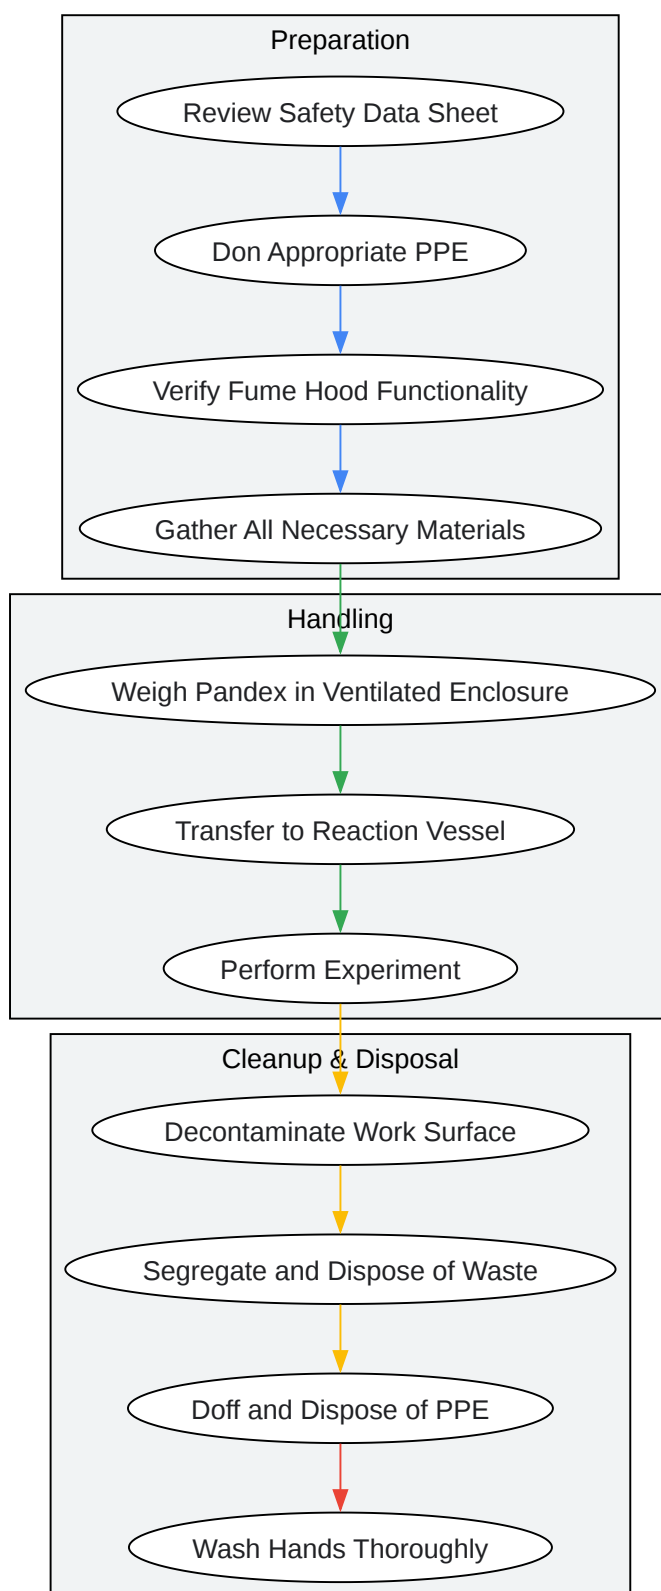 Preparation
Review Safety Data Sheet
Don Appropriate PPE
Verify Fume Hood Functionality
Gather All Necessary Materials
Handling
Weigh Pandex in Ventilated Enclosure
Transfer to Reaction Vessel
Perform Experiment
Cleanup & Disposal
Decontaminate Work Surface
Segregate and Dispose of Waste
Doff and Dispose of PPE
Wash Hands Thoroughly